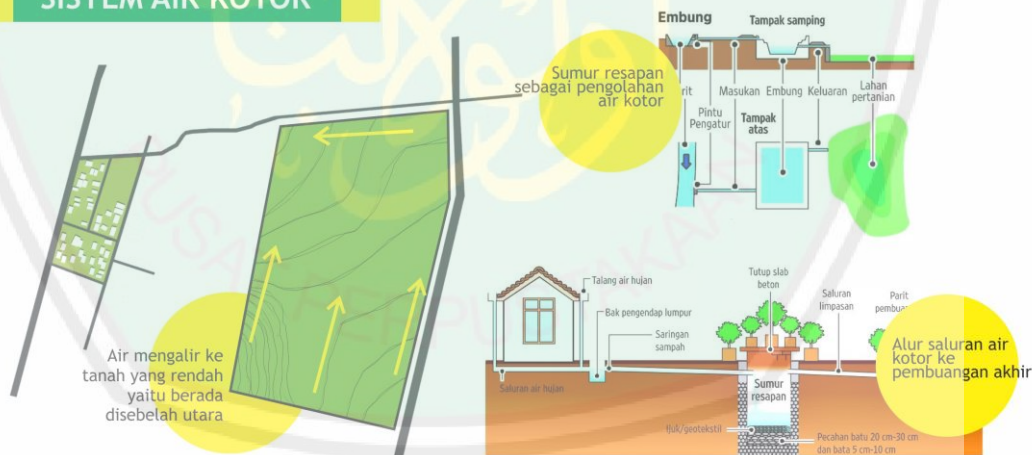 SISTEM AIR KOTOR
Embung
Tampak samping
Sumur resapan
sebagai pengolahan
air kotor
Masukan
Embung
Keluaran
Lahan
pertanian
Pintu
Pengatur
Tampak
atas
Air mengalir ke
tanah yang rendah
yaitu berada
disebelah utara
Talang air hujan
Bak pengendap lumpur
Saringan
sampah
Saluran air hujan
Tutup slab
beton
Saluran
limpasan
Parit
Sumur
resapan
Ijuk/geotekstil
Pecahan batu 20 cm-30 cm
dan bata 5 cm-10 cm
Alur saluran air
kotor ke
pembuangan akhir
PUSAT PERPUSTAKAAN